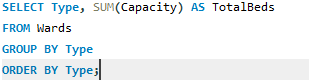 SELECT Type, SUM(Capacity) AS TotalBeds
FROM Wards
GROUP BY Type
ORDER BY Type;